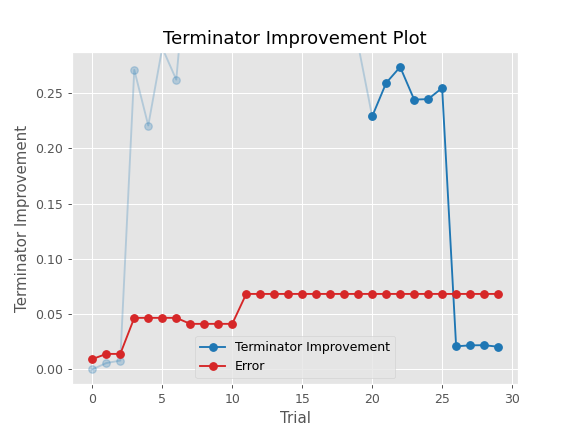 Terminator Improvement Plot
Terminator Improvement
0.25
0.20
0.15
0.10
0.05
0.00
Terminator Improvement
Error
0 5 10 15 20 25 30
Trial